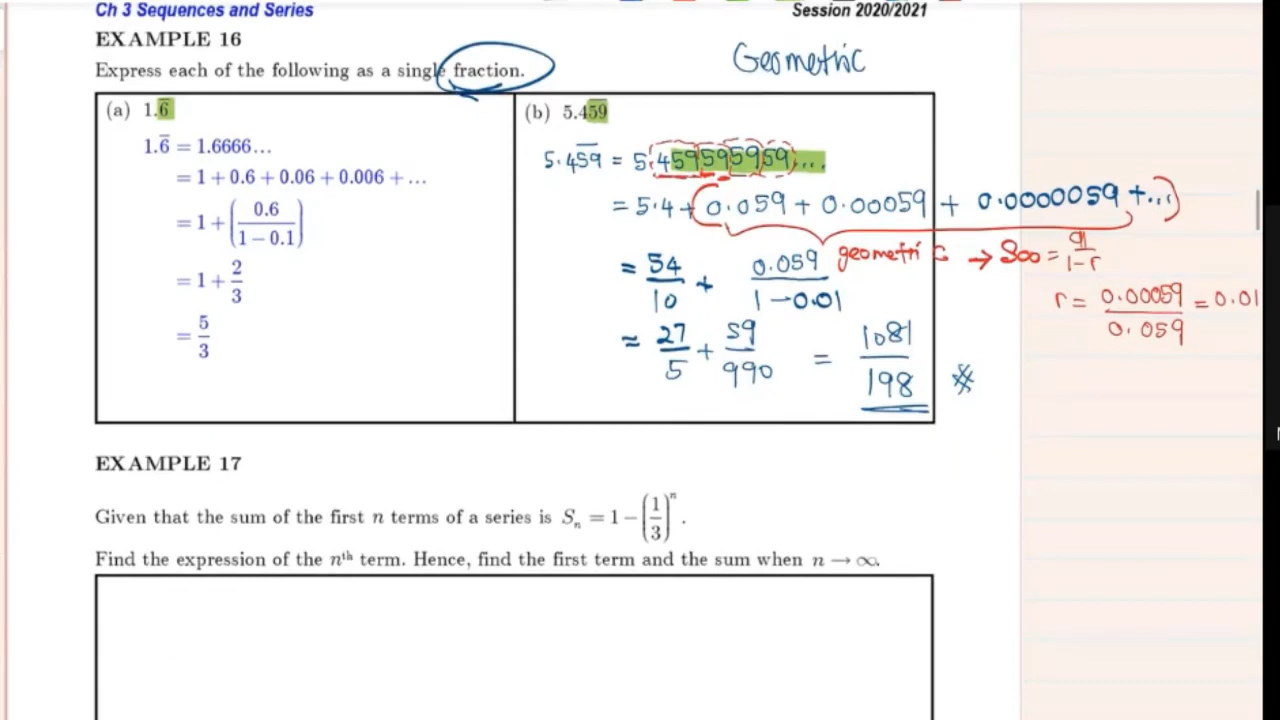 Ch 3 Sequences and Series Session 2020/2021
EXAMPLE 16
Express each of the following as a single fraction.
Geometric
(a) 1.6̅
1.6̅ = 1.6666...
= 1 + 0.6 + 0.06 + 0.006 + ...
= 1 + (0.6 / (1 − 0.1))
= 1 + 2/3
= 5/3
(b) 5.45̅9̅
5.45̅9̅ = 5.459595959...
= 5.4 + (0.059 + 0.00059 + 0.0000059 + ...)
geometric → S∞ = a/(1−r)
r = 0.00059/0.059 = 0.01
= 54/10 + 0.059/(1−0.01)
= 27/5 + 59/990 = 1081/198 ※
EXAMPLE 17
Given that the sum of the first n terms of a series is Sₙ = 1 − (1/3)ⁿ.
Find the expression of the nᵗʰ term. Hence, find the first term and the sum when n → ∞.